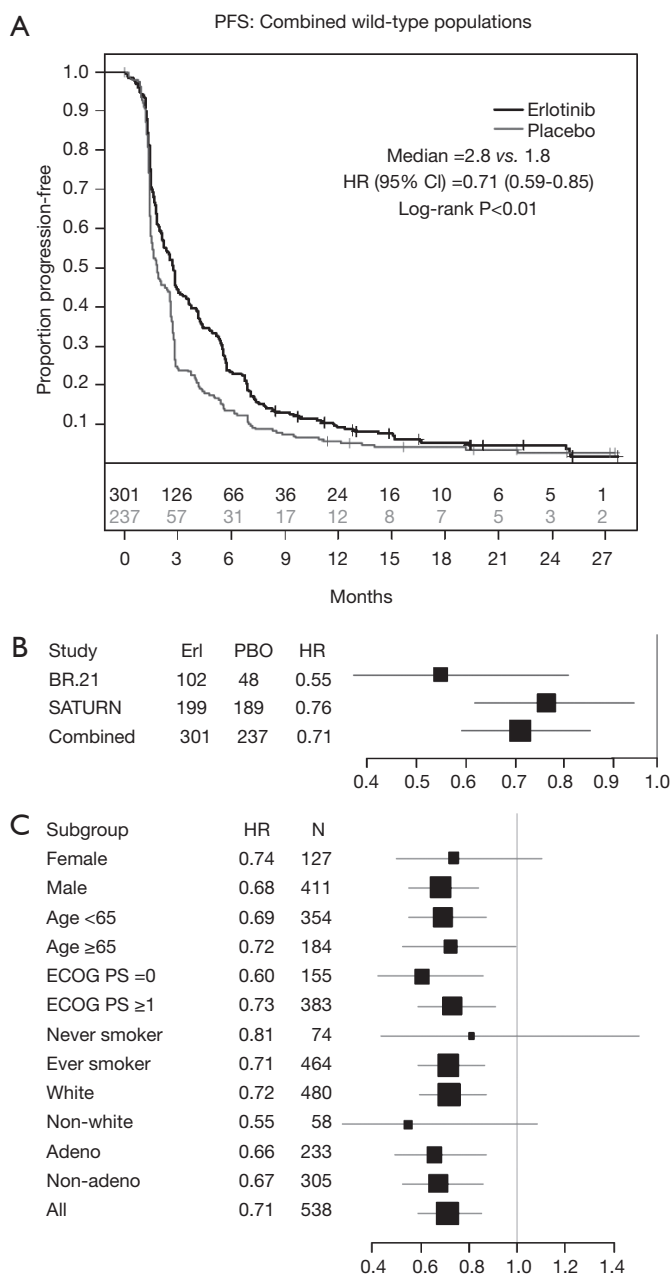 A
PFS: Combined wild-type populations
Proportion progression-free
1.0
0.9
0.8
0.7
0.6
0.5
0.4
0.3
0.2
0.1
Erlotinib
Placebo
Median =2.8 vs. 1.8
HR (95% CI) =0.71 (0.59-0.85)
Log-rank P<0.01
301 126 66 36 24 16 10 6 5 1
237 57 31 17 12 8 7 5 3 2
0 3 6 9 12 15 18 21 24 27
Months
B
Study Erl PBO HR
BR.21 102 48 0.55
SATURN 199 189 0.76
Combined 301 237 0.71
0.4 0.5 0.6 0.7 0.8 0.9 1.0
C
Subgroup HR N
Female 0.74 127
Male 0.68 411
Age <65 0.69 354
Age ≥65 0.72 184
ECOG PS =0 0.60 155
ECOG PS ≥1 0.73 383
Never smoker 0.81 74
Ever smoker 0.71 464
White 0.72 480
Non-white 0.55 58
Adeno 0.66 233
Non-adeno 0.67 305
All 0.71 538
0.4 0.6 0.8 1.0 1.2 1.4